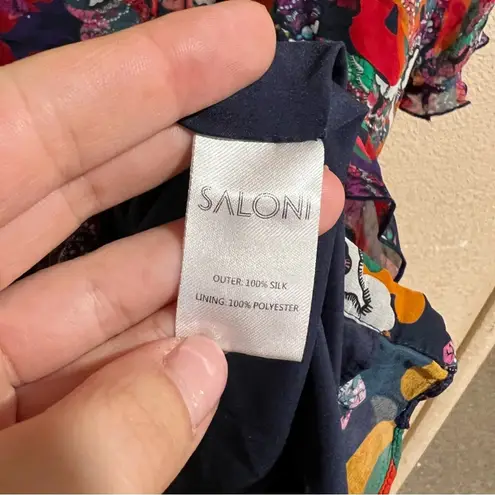 SALONI
OUTER: 100% SILK
LINING: 100% POLYESTER